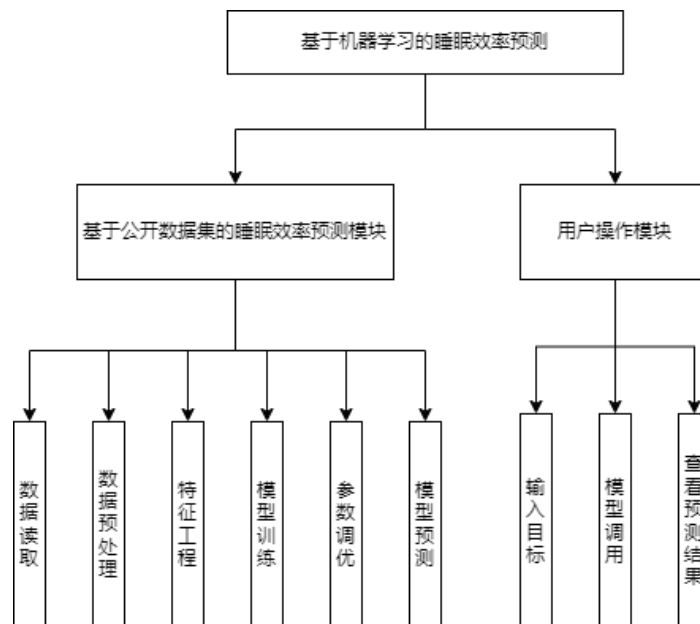 基于机器学习的睡眠效率预测
基于公开数据集的睡眠效率预测模块
用户操作模块
数据读取
数据预处理
特征工程
模型训练
参数调优
模型预测
输入目标
模型调用
查看预测结果